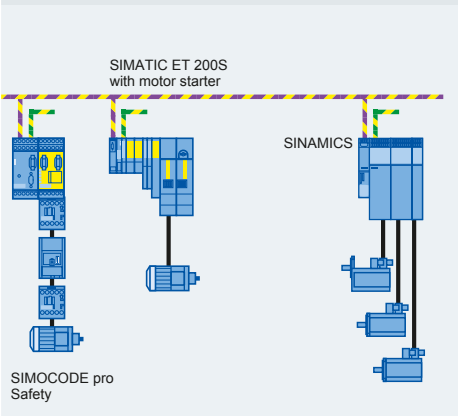 SIMATIC ET 200S
with motor starter
SINAMICS
SIMOCODE pro
Safety